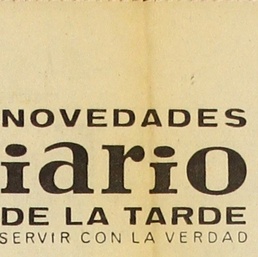 NOVEDADES
iario
DE LA TARDE
SERVIR CON LA VERDAD